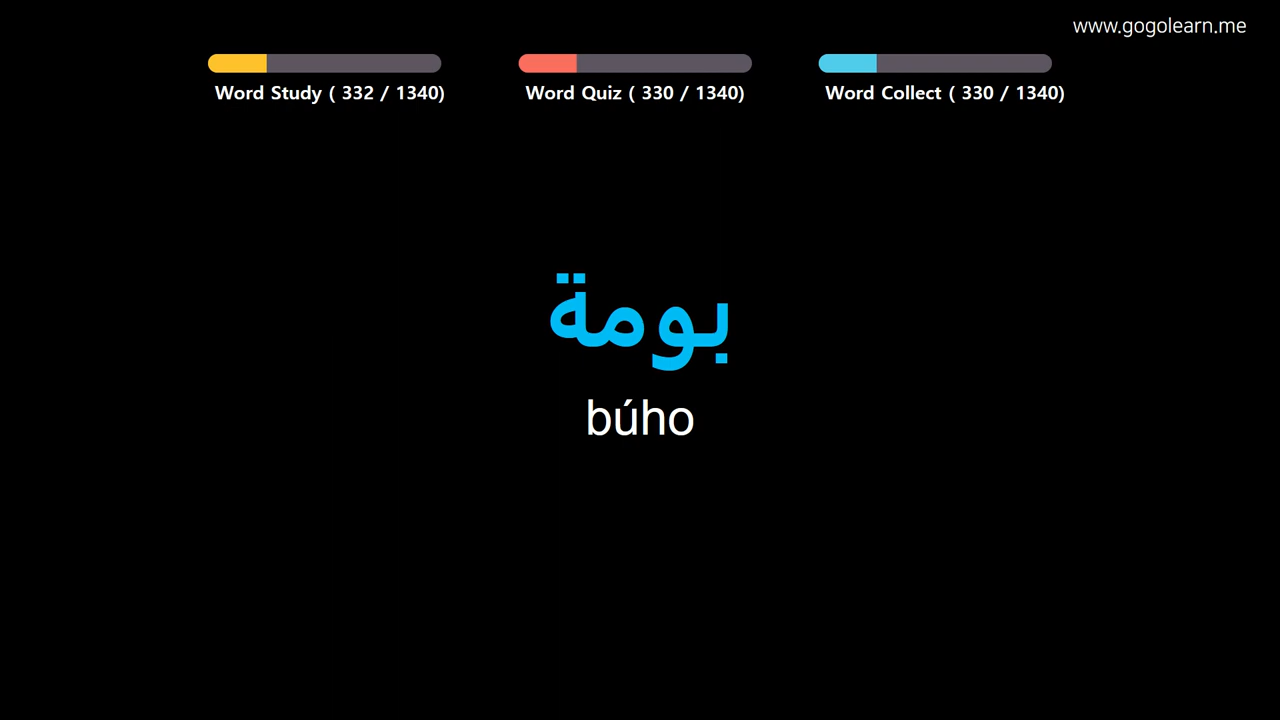 www.gogolearn.me
Word Study ( 332 / 1340)
Word Quiz ( 330 / 1340)
Word Collect ( 330 / 1340)
بومة
búho